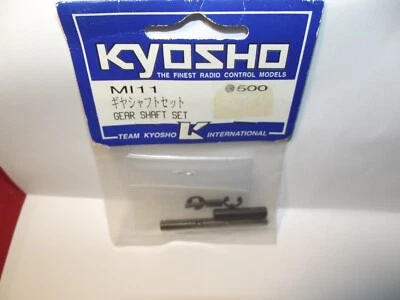 KYOSHO
THE FINEST RADIO CONTROL MODELS
MI11
ギヤシャフトセット
GEAR SHAFT SET
@500
TEAM KYOSHO K INTERNATIONAL